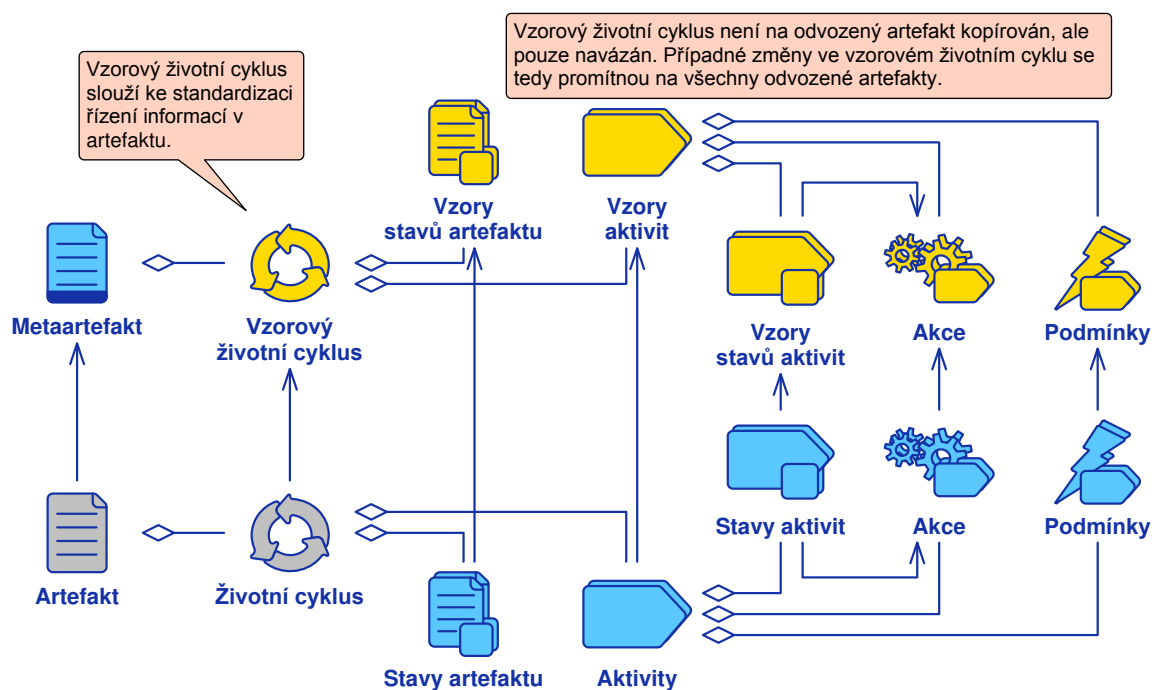 Vzorový životní cyklus není na odvozený artefakt kopírován, ale
pouze navázán. Případné změny ve vzorovém životním cyklu se
tedy promítnou na všechny odvozené artefakty.
Vzorový životní cyklus
slouží ke standardizaci
řízení informací v
artefaktu.
Vzory
stavů artefaktu
Vzory
aktivit
Metaartefakt
Vzorový
životní cyklus
Vzory
stavů aktivit
Akce
Podmínky
Stavy aktivit
Akce
Podmínky
Artefakt
Životní cyklus
Stavy artefaktu
Aktivity